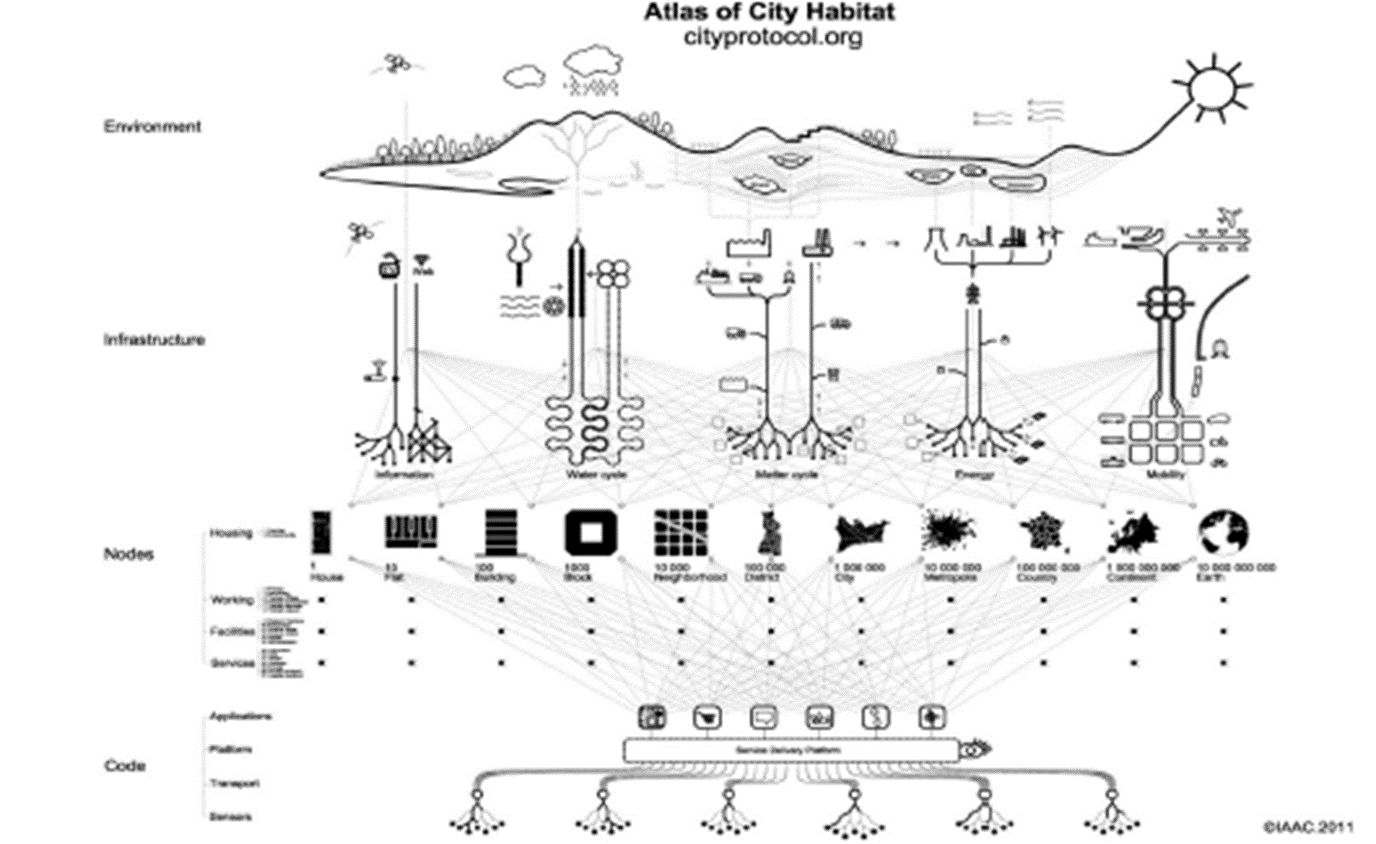 Atlas of City Habitat
cityprotocol.org
Environment
Infrastructure
Web
Information
Water cycle
Matter cycle
Energy
Mobility
Nodes
Housing
1
House
10
Flat
100
Building
1000
Block
10 000
Neighborhood
100 000
District
1 000 000
City
10 000 000
Metropolis
100 000 000
Country
1 000 000 000
Continent
10 000 000 000
Earth
Working
Facilities
Services
Code
Applications
Platform
Service Delivery Platform
Transport
Sensors
©IAAC.2011